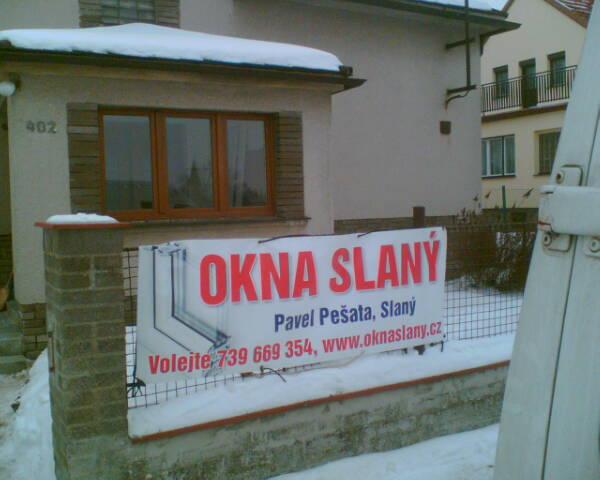 402
OKNA SLANÝ
Pavel Pešata, Slaný
Volejte 739 669 354, www.oknaslany.cz